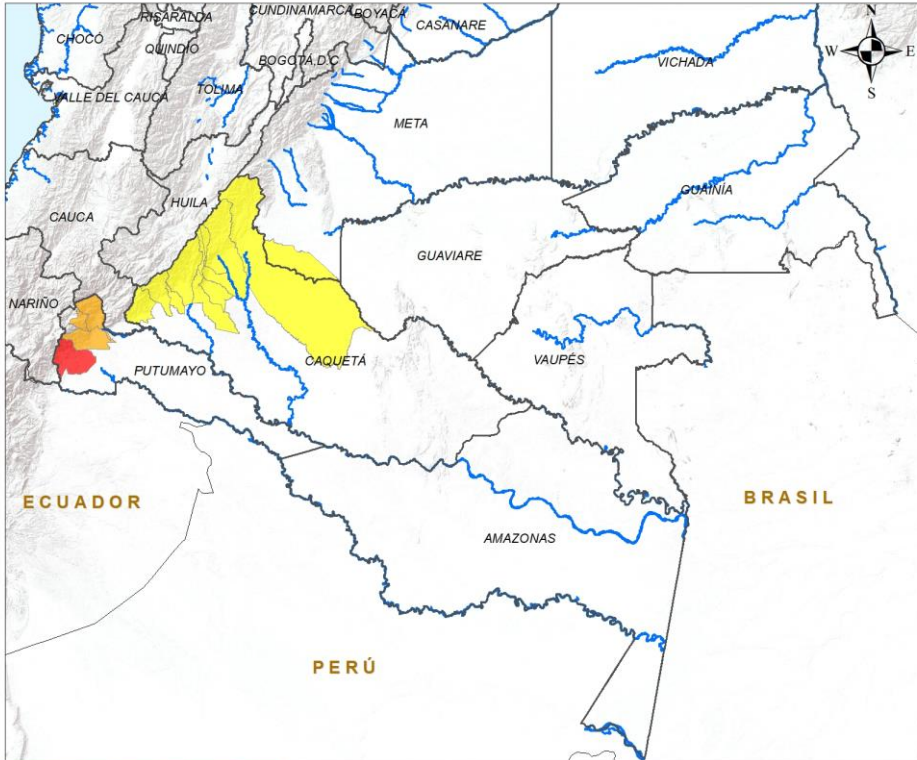 CUNDINAMARCA
BOYACÁ
RISARALDA
CASANARE
N
CHOCÓ
QUINDÍO
W
E
BOGOTÁ D.C
VICHADA
TOLIMA
VALLE DEL CAUCA
S
META
GUAINÍA
HUILA
CAUCA
GUAVIARE
NARIÑO
VAUPÉS
CAQUETÁ
PUTUMAYO
ECUADOR
BRASIL
AMAZONAS
PERÚ